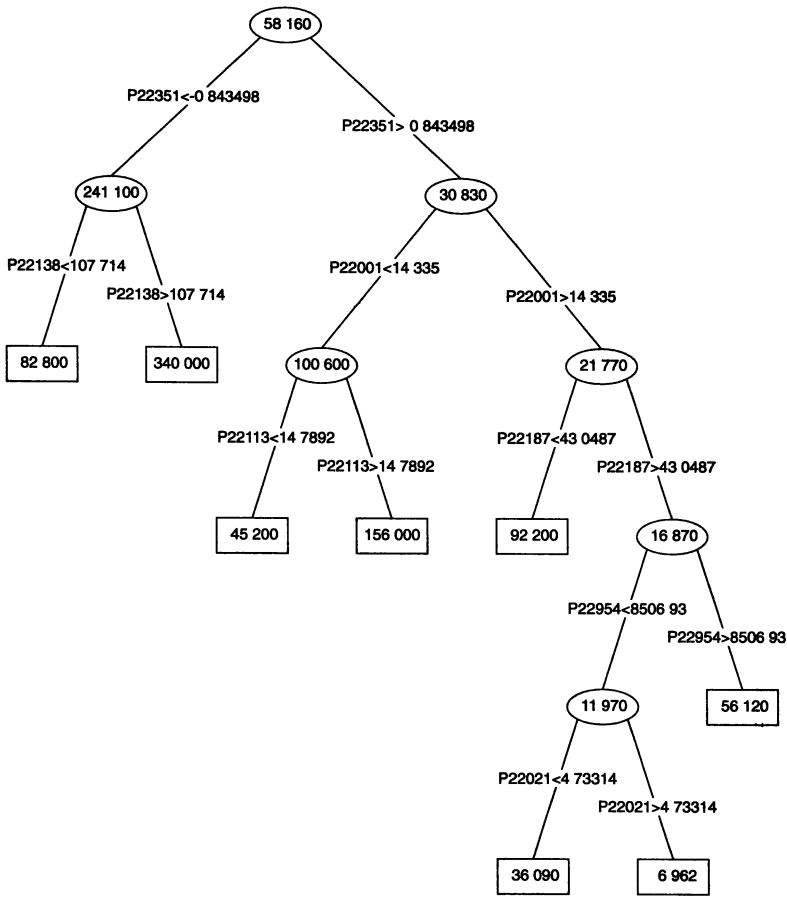 58 160
P22351<-0 843498
P22351> 0 843498
241 100
30 830
P22138<107 714
P22138>107 714
P22001<14 335
P22001>14 335
82 800
340 000
100 600
21 770
P22113<14 7892
P22113>14 7892
P22187<43 0487
P22187>43 0487
45 200
156 000
92 200
16 870
P22954<8506 93
P22954>8506 93
11 970
56 120
P22021<4 73314
P22021>4 73314
36 090
6 962